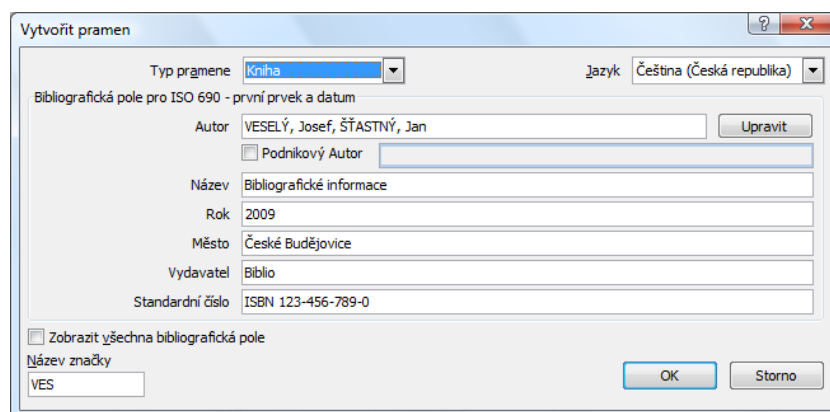 Vytvořit pramen
Typ pramene Kniha Jazyk Čeština (Česká republika)
Bibliografická pole pro ISO 690 - první prvek a datum
Autor VESELÝ, Josef, ŠŤASTNÝ, Jan Upravit
Podnikový Autor
Název Bibliografické informace
Rok 2009
Město České Budějovice
Vydavatel Biblio
Standardní číslo ISBN 123-456-789-0
Zobrazit všechna bibliografická pole
Název značky
VES
OK Storno